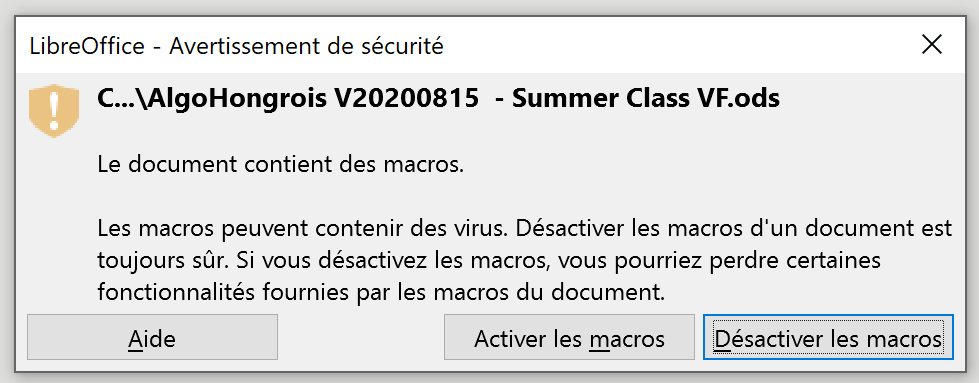 LibreOffice - Avertissement de sécurité
C...\AlgoHongrois V20200815  - Summer Class VF.ods
Le document contient des macros.
Les macros peuvent contenir des virus. Désactiver les macros d'un document est
toujours sûr. Si vous désactivez les macros, vous pourriez perdre certaines
fonctionnalités fournies par les macros du document.
Aide
Activer les macros
Désactiver les macros